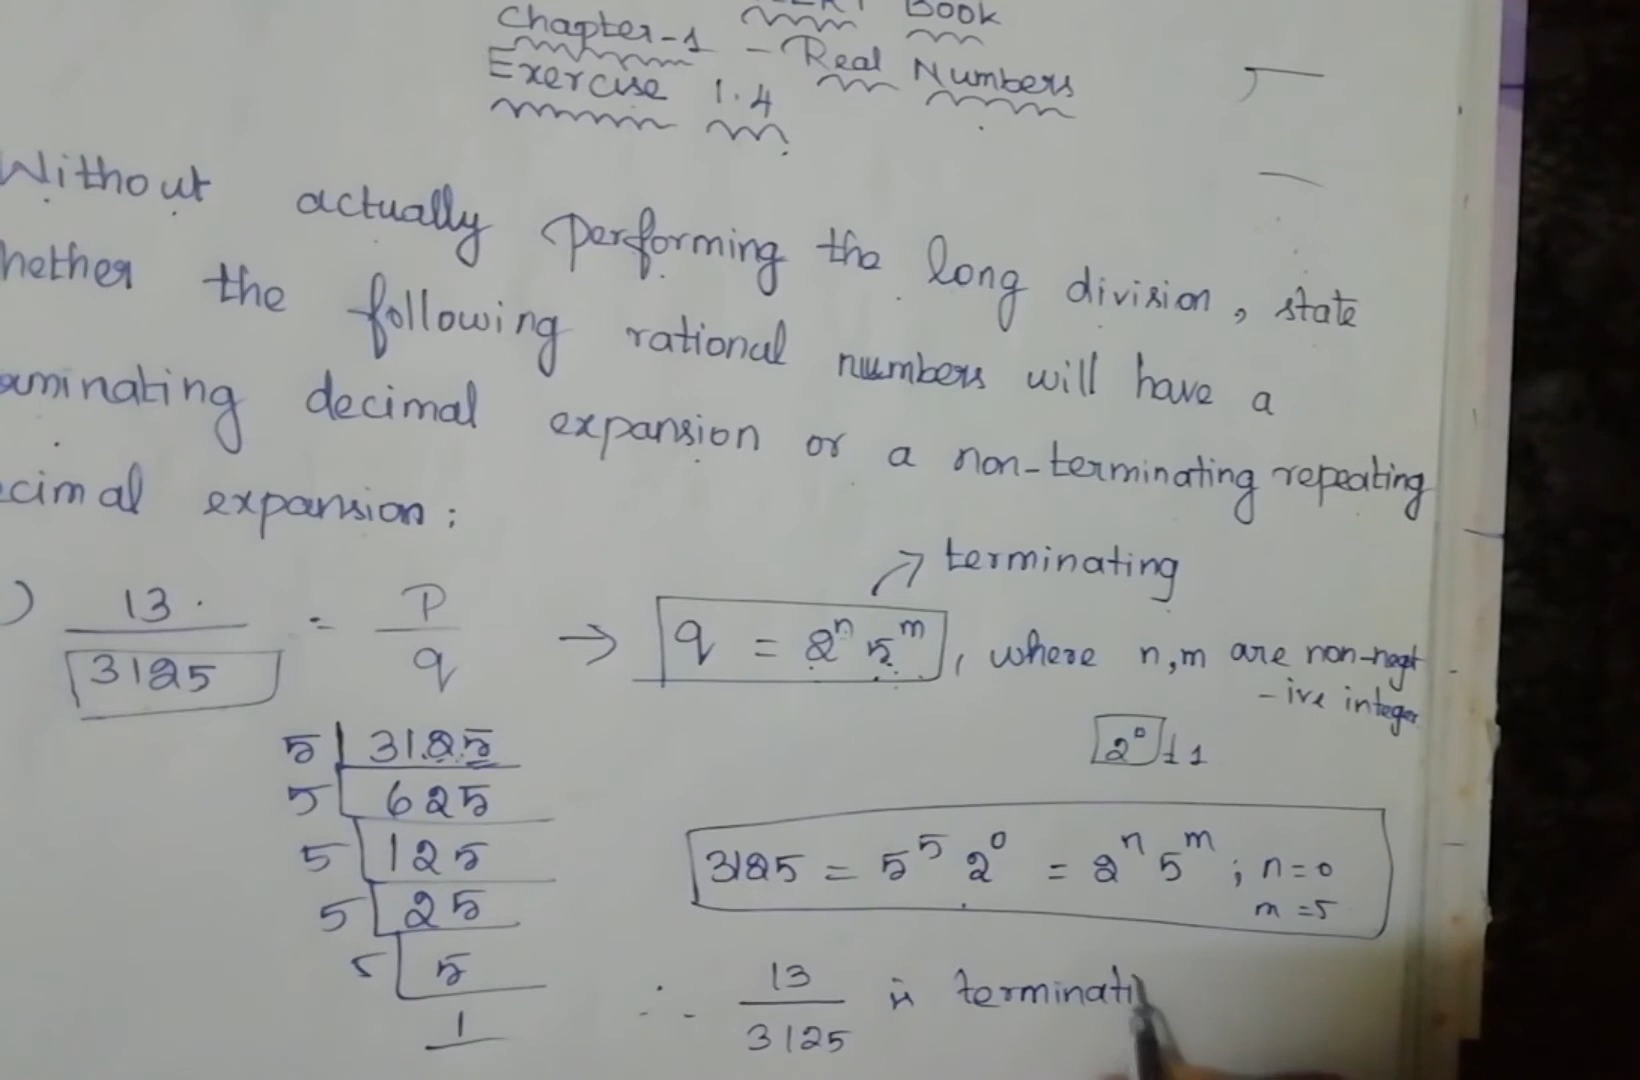 Book
Chapter-1 - Real Numbers
Exercise 1.4
Without actually performing the long division, state
hether the following rational numbers will have a
minating decimal expansion or a non-terminating repeating
cimal expansion:
terminating
) 13/3125 = P/q → q = 2^n 5^m, where n,m are non-negt
-ive integer
2^0 = 1
5 | 3125
5 | 625
5 | 125
5 | 25
5 | 5
1
3125 = 5^5 2^0 = 2^n 5^m ; n=0
m=5
∴ 13/3125 is terminati